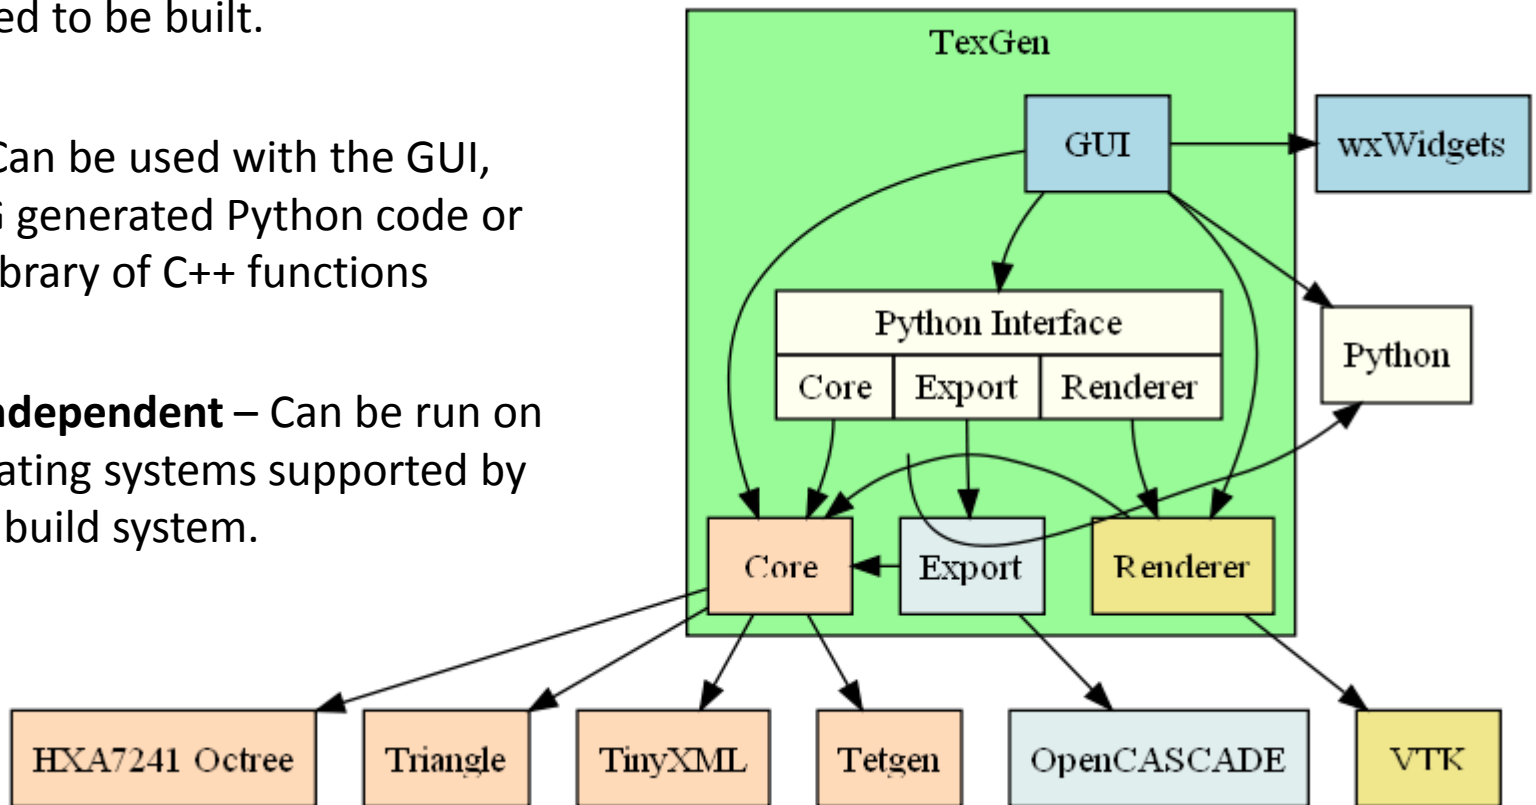 ed to be built.
Can be used with the GUI,
G generated Python code or
ibrary of C++ functions
ndependent – Can be run on
ating systems supported by
build system.
TexGen
GUI
wxWidgets
Python Interface
Core Export Renderer
Python
Core
Export
Renderer
HXA7241 Octree
Triangle
TinyXML
Tetgen
OpenCASCADE
VTK